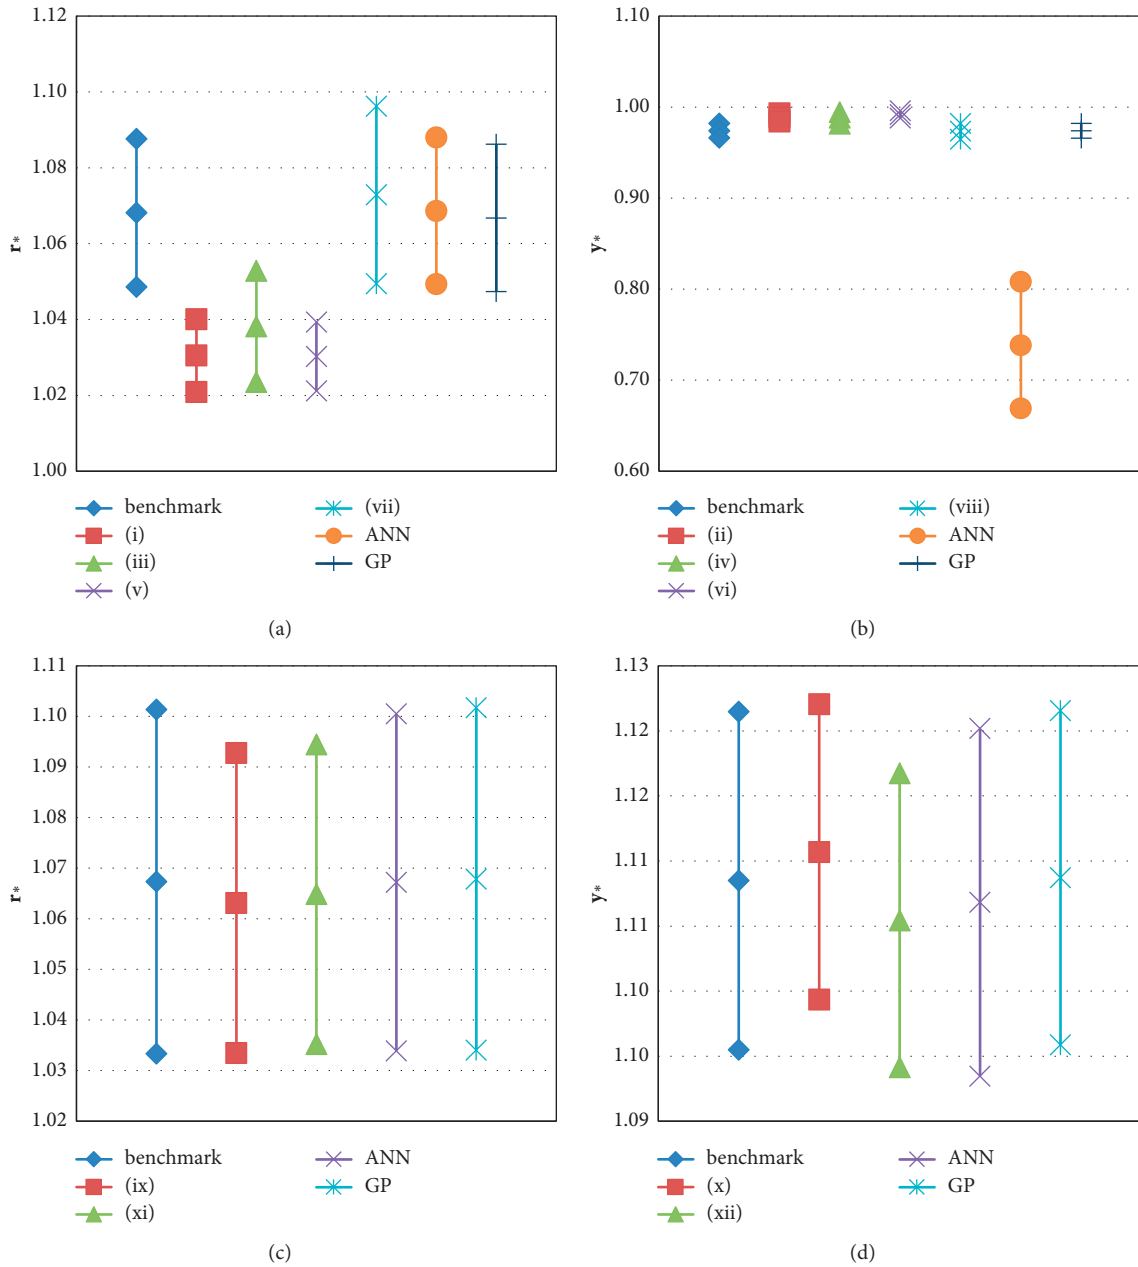 1.12
1.10
1.08
1.06
1.04
1.02
1.00
r*
benchmark
(i)
(iii)
(v)
(vii)
ANN
GP
(a)
1.10
1.00
0.90
0.80
0.70
0.60
y*
benchmark
(ii)
(iv)
(vi)
(viii)
ANN
GP
(b)
1.11
1.10
1.09
1.08
1.07
1.06
1.05
1.04
1.03
1.02
r*
benchmark
(ix)
(xi)
ANN
GP
(c)
1.13
1.12
1.12
1.11
1.11
1.10
1.10
1.09
y*
benchmark
(x)
(xii)
ANN
GP
(d)